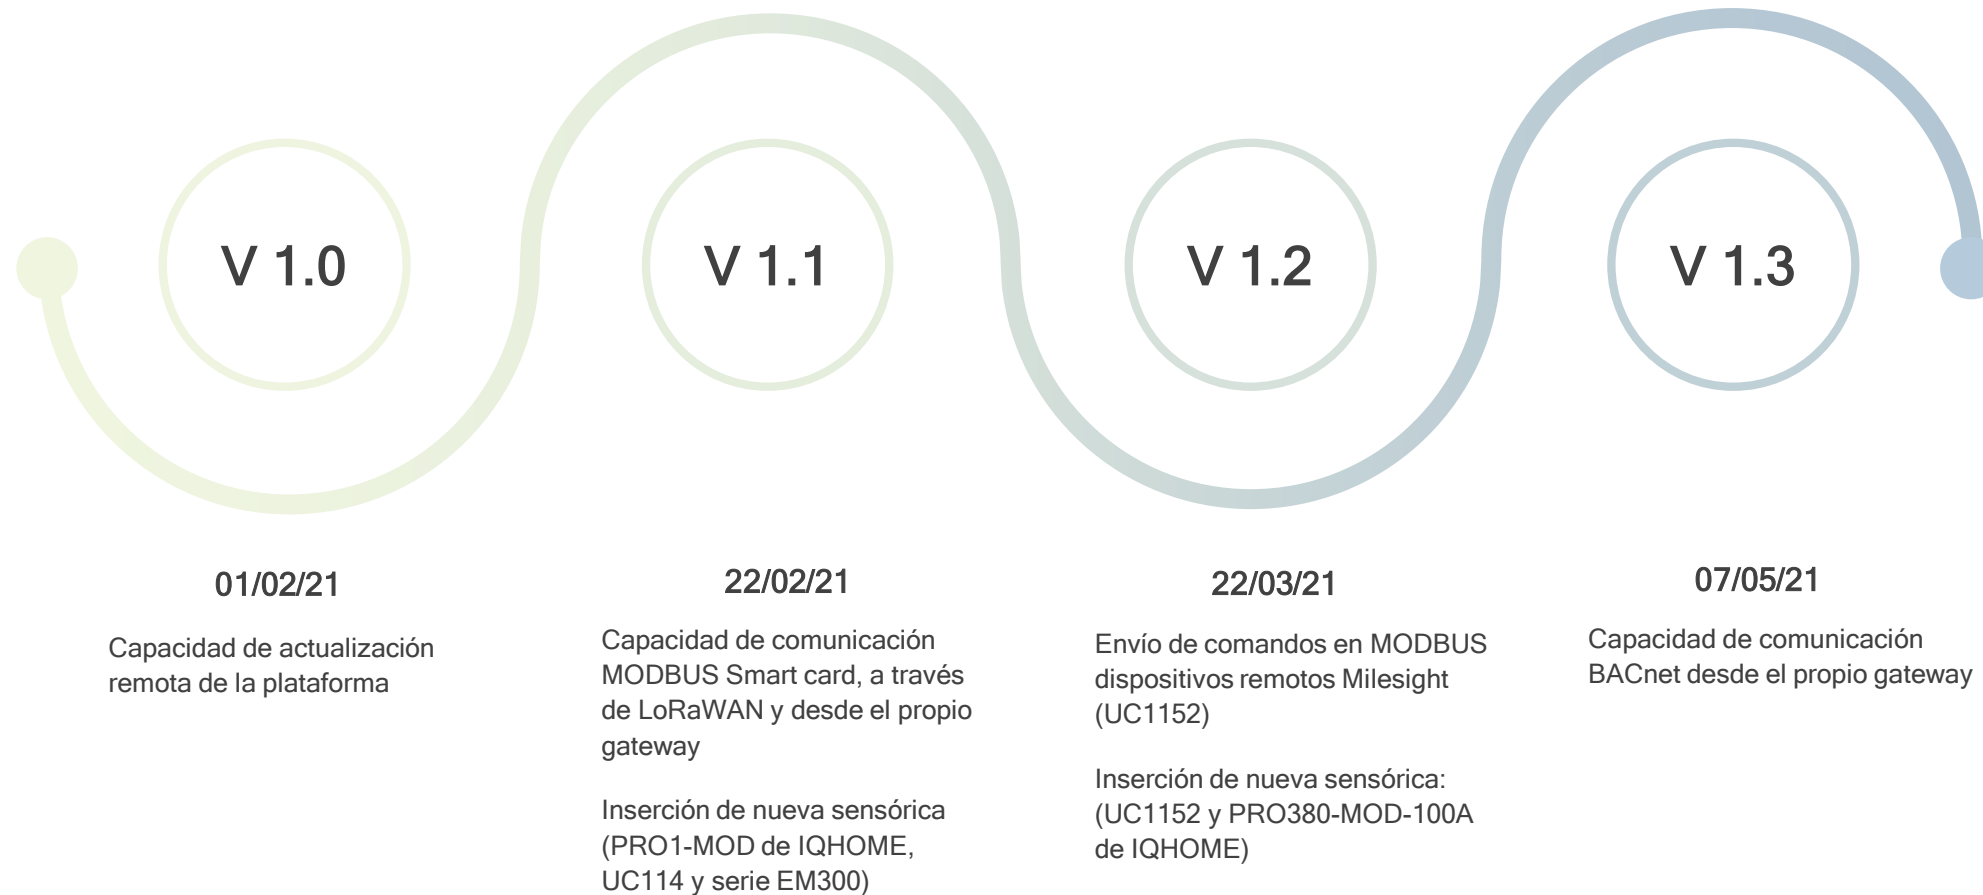 V 1.0
01/02/21
Capacidad de actualización
remota de la plataforma
V 1.1
22/02/21
Capacidad de comunicación
MODBUS Smart card, a través
de LoRaWAN y desde el propio
gateway
Inserción de nueva sensórica
(PRO1-MOD de IQHOME,
UC114 y serie EM300)
V 1.2
22/03/21
Envío de comandos en MODBUS
dispositivos remotos Milesight
(UC1152)
Inserción de nueva sensórica:
(UC1152 y PRO380-MOD-100A
de IQHOME)
V 1.3
07/05/21
Capacidad de comunicación
BACnet desde el propio gateway